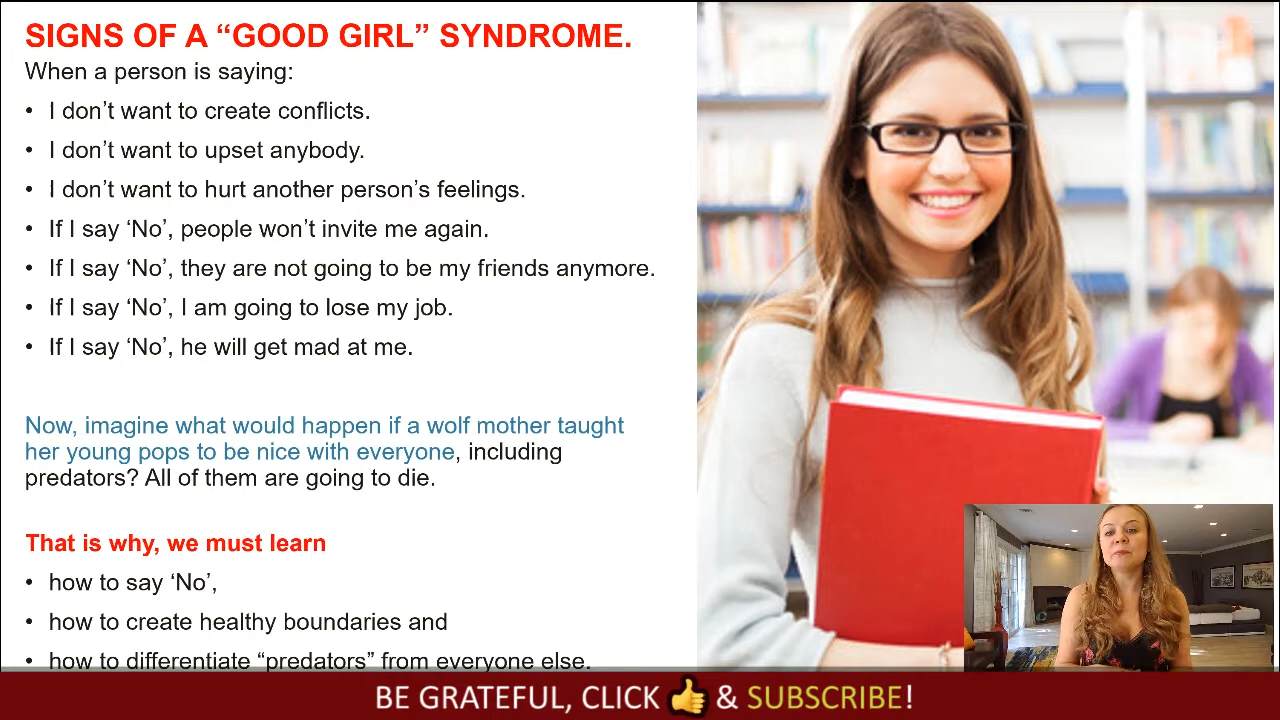 SIGNS OF A “GOOD GIRL” SYNDROME.
When a person is saying:
• I don’t want to create conflicts.
• I don’t want to upset anybody.
• I don’t want to hurt another person’s feelings.
• If I say ‘No’, people won’t invite me again.
• If I say ‘No’, they are not going to be my friends anymore.
• If I say ‘No’, I am going to lose my job.
• If I say ‘No’, he will get mad at me.
Now, imagine what would happen if a wolf mother taught
her young pops to be nice with everyone, including
predators? All of them are going to die.
That is why, we must learn
• how to say ‘No’,
• how to create healthy boundaries and
• how to differentiate “predators” from everyone else.
BE GRATEFUL, CLICK 👍 & SUBSCRIBE!